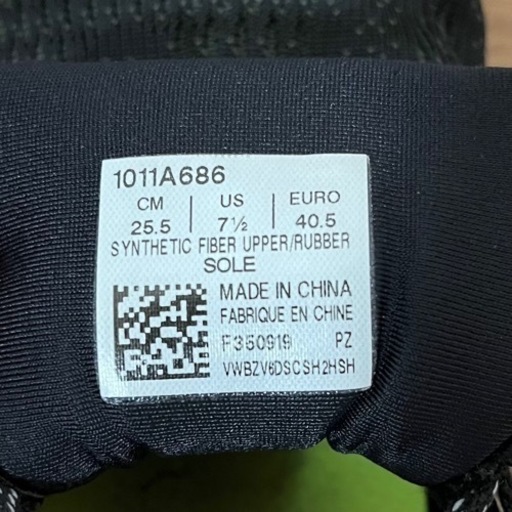 1011A686
CM US EURO
25.5 7½ 40.5
SYNTHETIC FIBER UPPER/RUBBER
SOLE
MADE IN CHINA
FABRIQUE EN CHINE
F350919 PZ
VWBZV6DSCSH2HSH